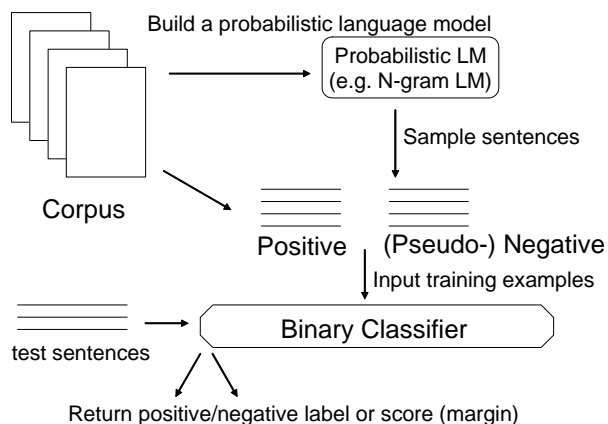 Build a probabilistic language model
Probabilistic LM
(e.g. N-gram LM)
Sample sentences
Corpus
Positive
(Pseudo-) Negative
Input training examples
Binary Classifier
test sentences
Return positive/negative label or score (margin)